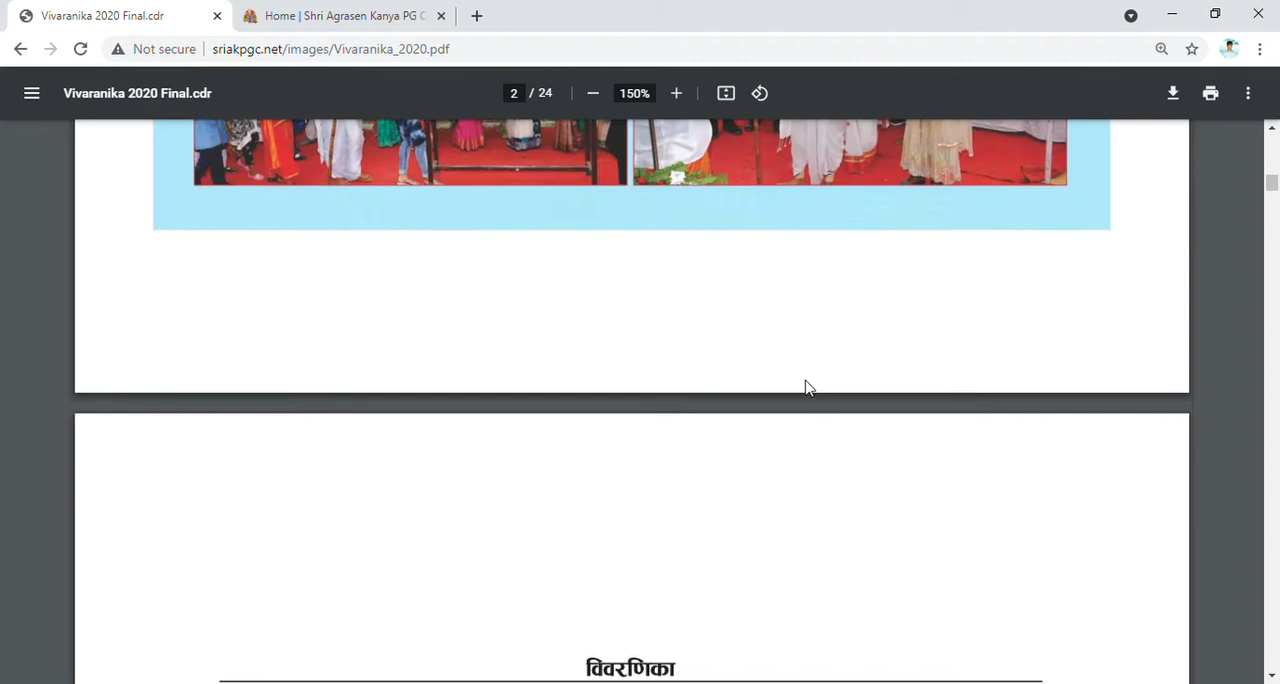 Vivaranika 2020 Final.cdr
Home | Shri Agrasen Kanya PG C
Not secure
sriakpgc.net/images/Vivaranika_2020.pdf
Vivaranika 2020 Final.cdr
2 / 24
150%
विवरणिका